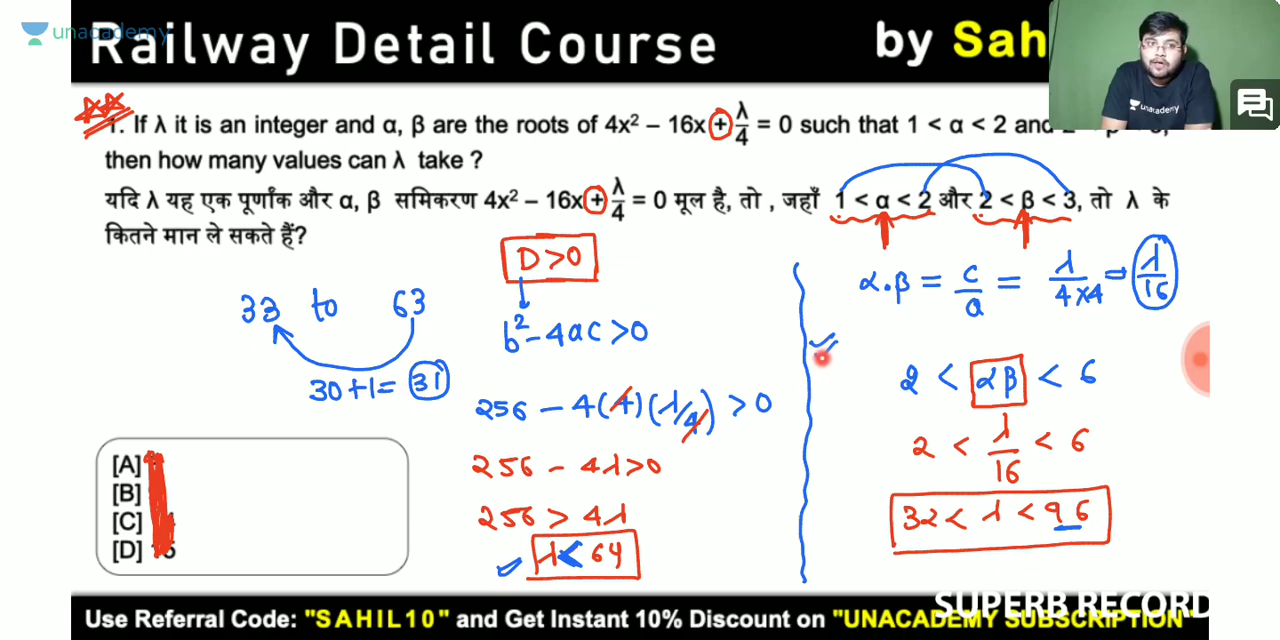 unacademy
Railway Detail Course by Sah
1. If λ it is an integer and α, β are the roots of 4x² – 16x + λ/4 = 0 such that 1 < α < 2 and
then how many values can λ take ?
यदि λ यह एक पूर्णांक और α, β समिकरण 4x² – 16x + λ/4 = 0 मूल है, तो , जहाँ 1 < α < 2 और 2 < β < 3, तो λ के
कितने मान ले सकते हैं?
33 to 63
30+1= 31
[A]
[B]
[C]
[D]
D>0
b²-4ac>0
256 - 4(4)(λ/4) > 0
256 - 4λ>0
256 > 4λ
λ< 64
α.β = c/a = λ/4×4 = λ/16
2 < αβ < 6
2 < λ/16 < 6
32 < λ < 96
unacademy
Use Referral Code: "SAHIL10" and Get Instant 10% Discount on "UNACADEMY SUBSCRIPTION"
SUPERB RECORD